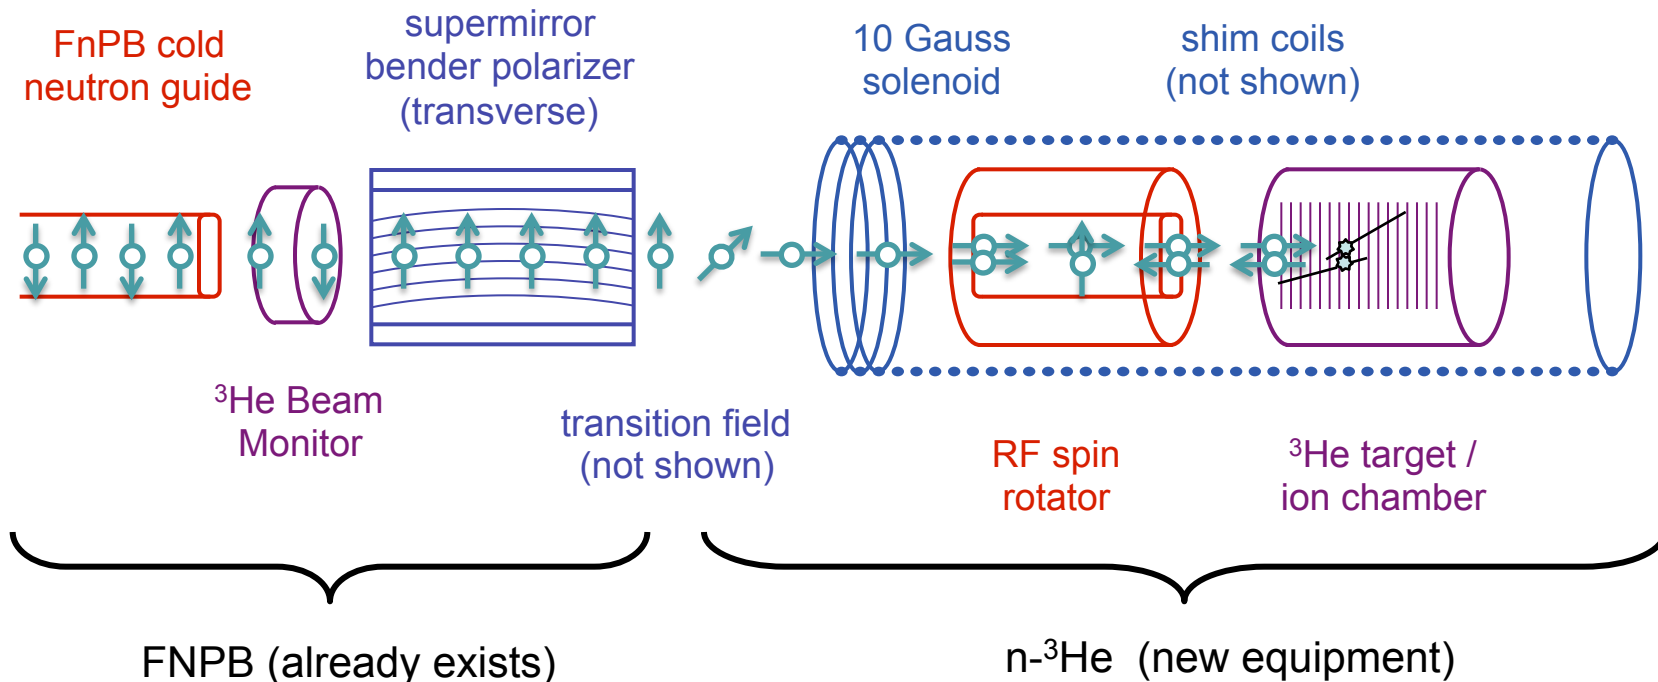 FnPB cold
neutron guide
supermirror
bender polarizer
(transverse)
10 Gauss
solenoid
shim coils
(not shown)
³He Beam
Monitor
transition field
(not shown)
RF spin
rotator
³He target /
ion chamber
FNPB (already exists)
n-³He (new equipment)